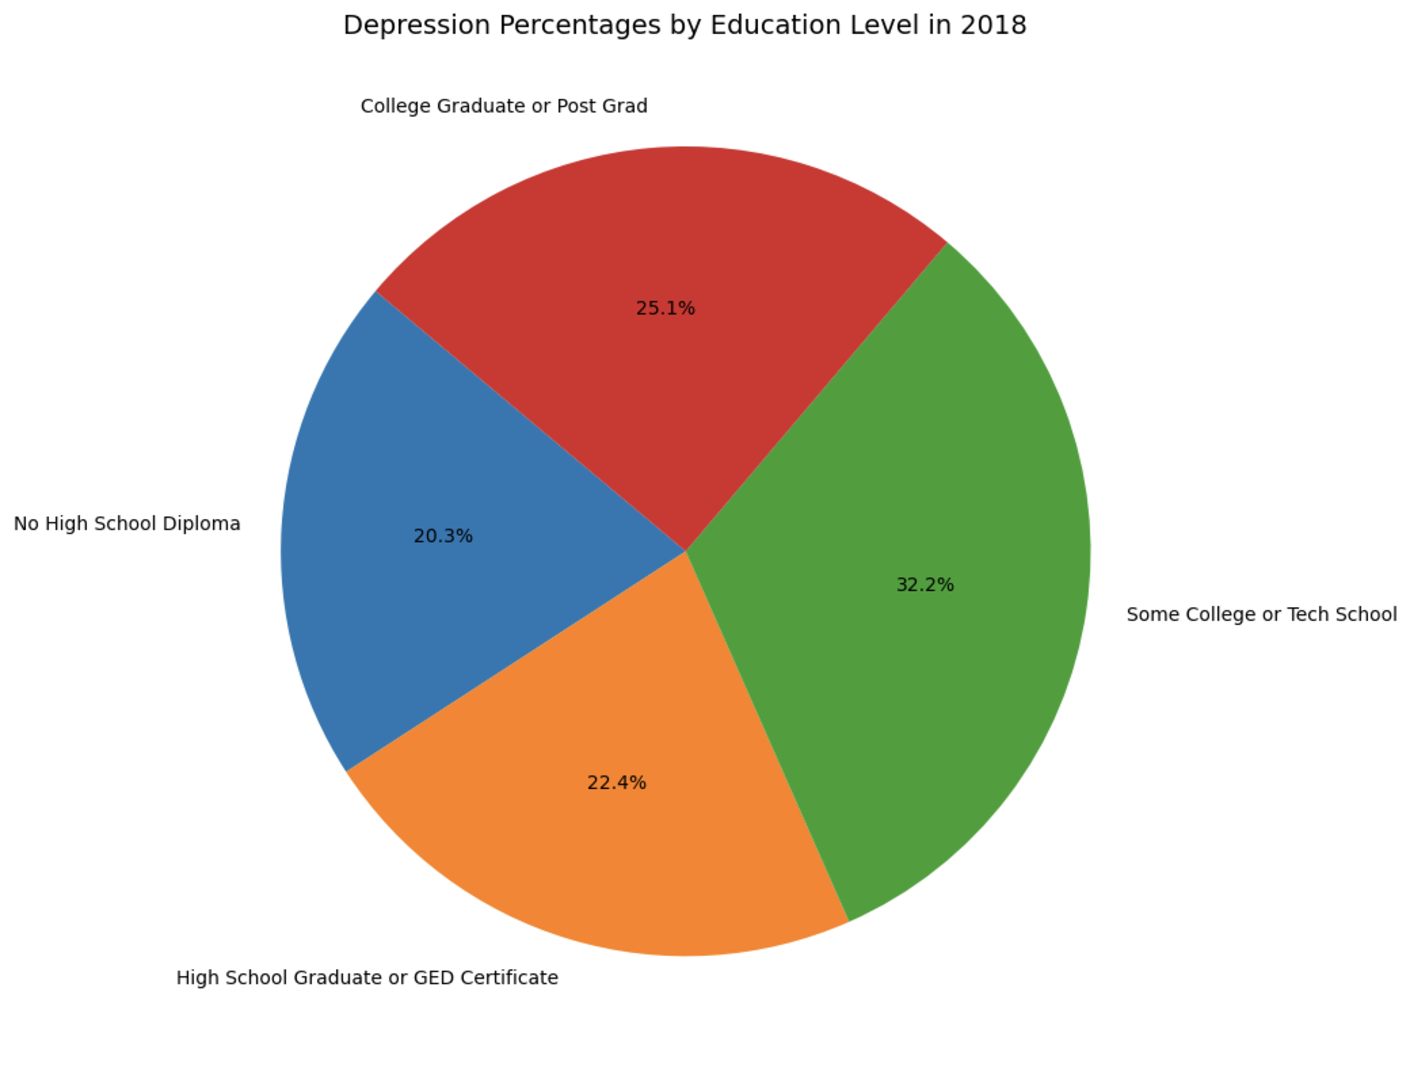 Depression Percentages by Education Level in 2018
College Graduate or Post Grad
25.1%
No High School Diploma
20.3%
32.2%
Some College or Tech School
22.4%
High School Graduate or GED Certificate